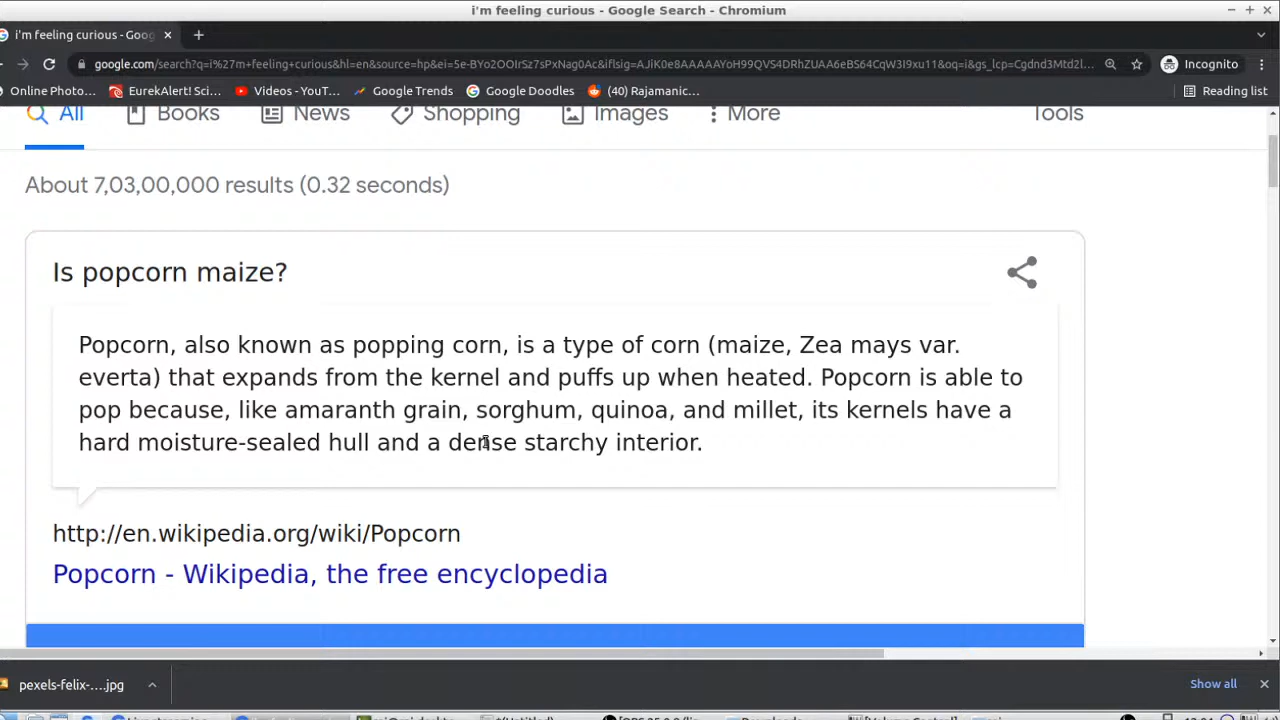 i'm feeling curious - Google Search - Chromium
i'm feeling curious - Goog
Incognito
Online Photo...
EurekAlert! Sci...
Videos - YouT...
Google Trends
Google Doodles
(40) Rajamanic...
Reading list
All
Books
News
Shopping
Images
More
Tools
About 7,03,00,000 results (0.32 seconds)
Is popcorn maize?
Popcorn, also known as popping corn, is a type of corn (maize, Zea mays var.
everta) that expands from the kernel and puffs up when heated. Popcorn is able to
pop because, like amaranth grain, sorghum, quinoa, and millet, its kernels have a
hard moisture-sealed hull and a dense starchy interior.
http://en.wikipedia.org/wiki/Popcorn
Popcorn - Wikipedia, the free encyclopedia
pexels-felix-....jpg
Show all